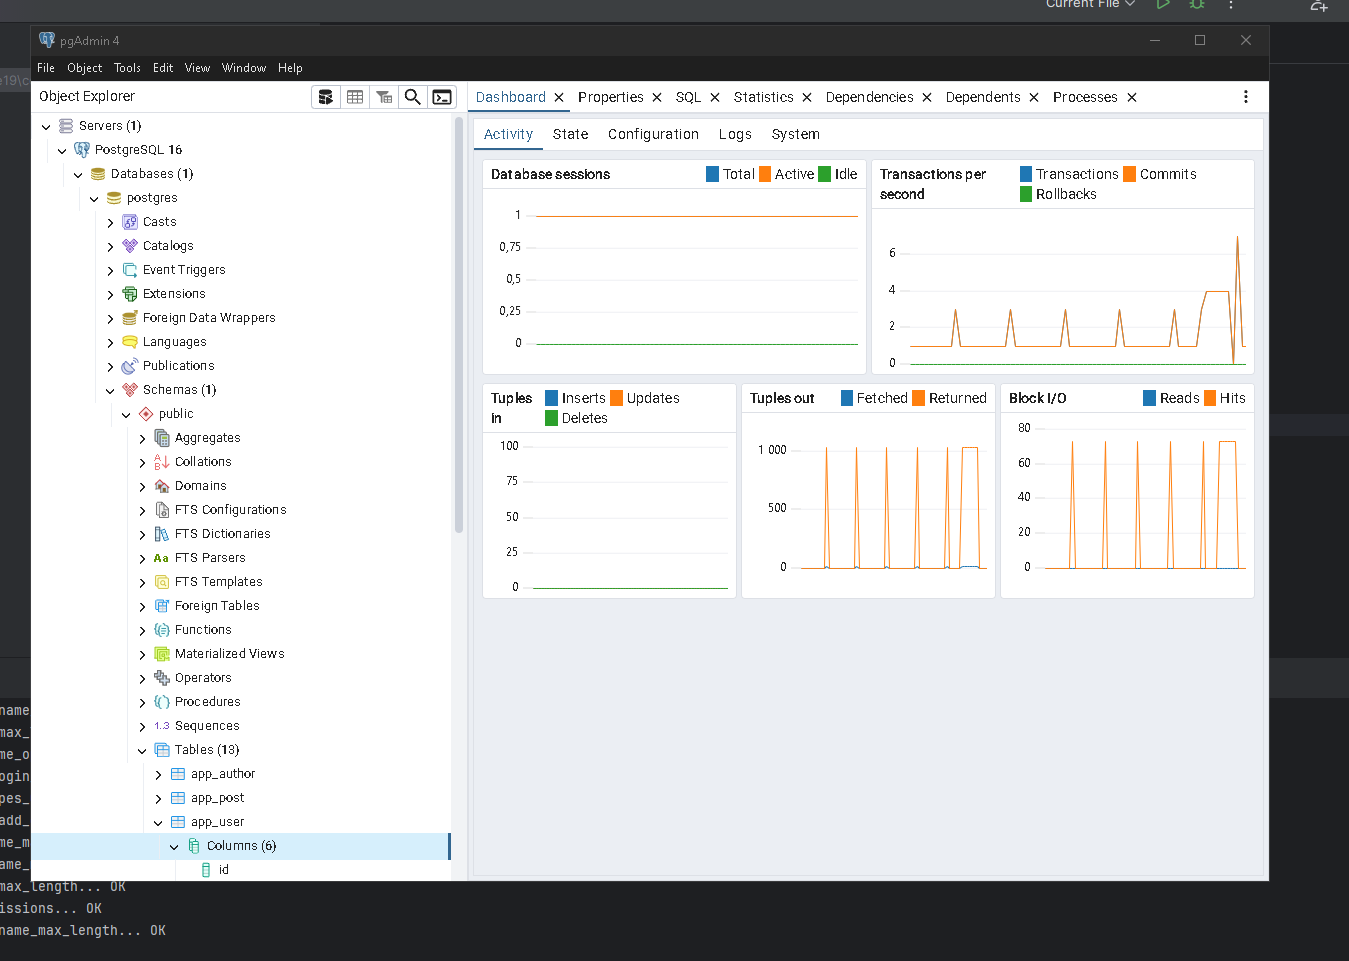 Current File
pgAdmin 4
File Object Tools Edit View Window Help
Object Explorer
Servers (1)
PostgreSQL 16
Databases (1)
postgres
Casts
Catalogs
Event Triggers
Extensions
Foreign Data Wrappers
Languages
Publications
Schemas (1)
public
Aggregates
Collations
Domains
FTS Configurations
FTS Dictionaries
Aa FTS Parsers
FTS Templates
Foreign Tables
Functions
Materialized Views
Operators
Procedures
1..3 Sequences
Tables (13)
app_author
app_post
app_user
Columns (6)
id
Dashboard Properties SQL Statistics Dependencies Dependents Processes
Activity State Configuration Logs System
Database sessions Total Active Idle
1
0,75
0,5
0,25
0
Transactions per second
Transactions Commits
Rollbacks
6
4
2
0
Tuples in
Inserts Updates
Deletes
100
75
50
25
0
Tuples out Fetched Returned
1 000
500
0
Block I/O Reads Hits
80
60
40
20
0
e19\c
name
max_
me_o
ogin
pes_
add_
me_m
ame_
max_length... OK
issions... OK
name_max_length... OK